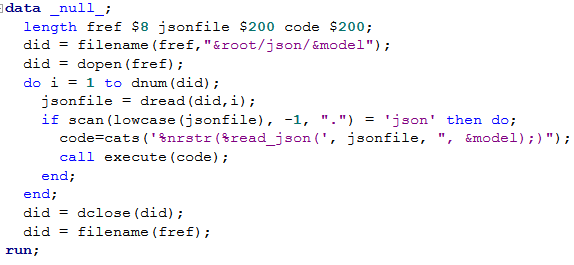 data _null_;
length fref $8 jsonfile $200 code $200;
did = filename(fref,"&root/json/&model");
did = dopen(fref);
do i = 1 to dnum(did);
jsonfile = dread(did,i);
if scan(lowcase(jsonfile), -1, ".") = 'json' then do;
code=cats('%nrstr(%read_json(', jsonfile, ", &model);)");
call execute(code);
end;
end;
did = dclose(did);
did = filename(fref);
run;